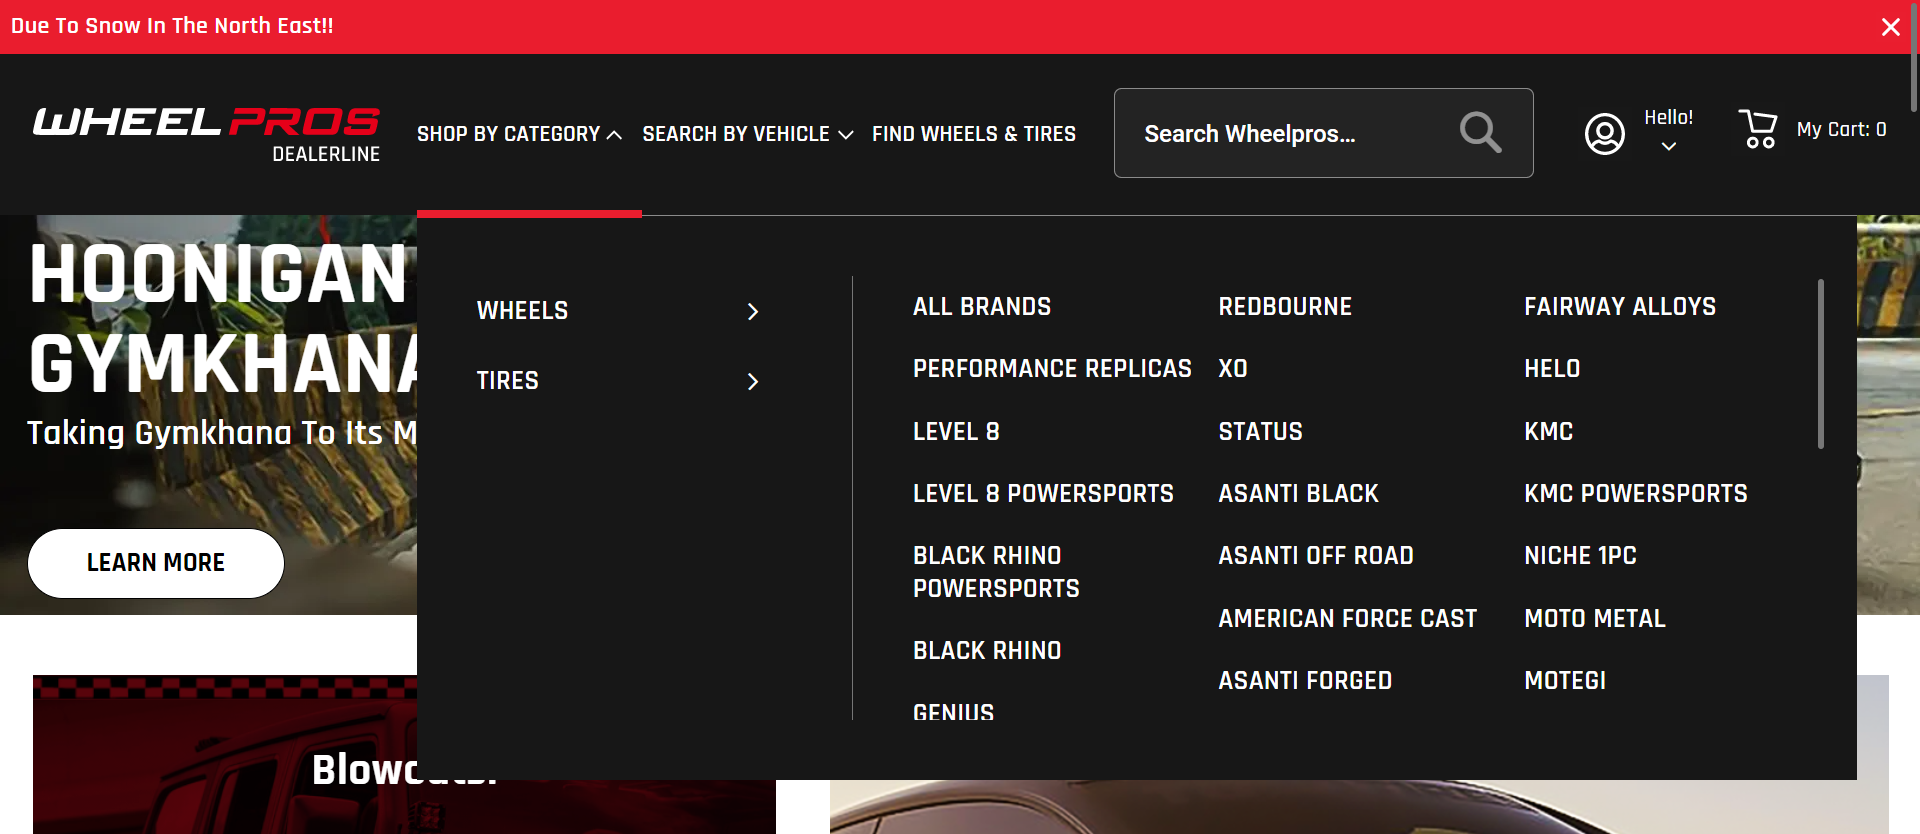 Due To Snow In The North East!!
WHEEL PROS
DEALERLINE
SHOP BY CATEGORY
SEARCH BY VEHICLE
FIND WHEELS & TIRES
Search Wheelpros...
Hello!
My Cart: 0
HOONIGAN
GYMKHANA
Taking Gymkhana To Its
LEARN MORE
WHEELS
TIRES
ALL BRANDS
PERFORMANCE REPLICAS
LEVEL 8
LEVEL 8 POWERSPORTS
BLACK RHINO
POWERSPORTS
BLACK RHINO
GENIUS
REDBOURNE
XO
STATUS
ASANTI BLACK
ASANTI OFF ROAD
AMERICAN FORCE CAST
ASANTI FORGED
FAIRWAY ALLOYS
HELO
KMC
KMC POWERSPORTS
NICHE 1PC
MOTO METAL
MOTEGI